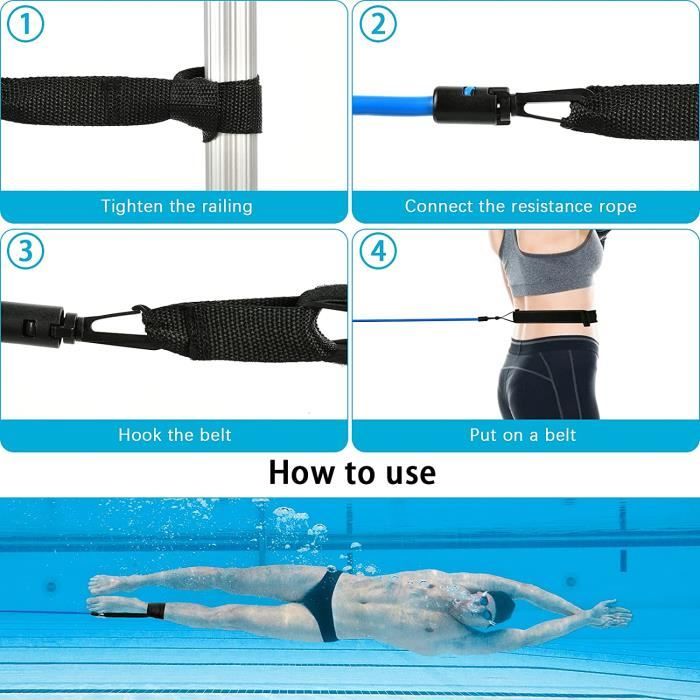 1
Tighten the railing
2
Connect the resistance rope
3
Hook the belt
4
Put on a belt
How to use